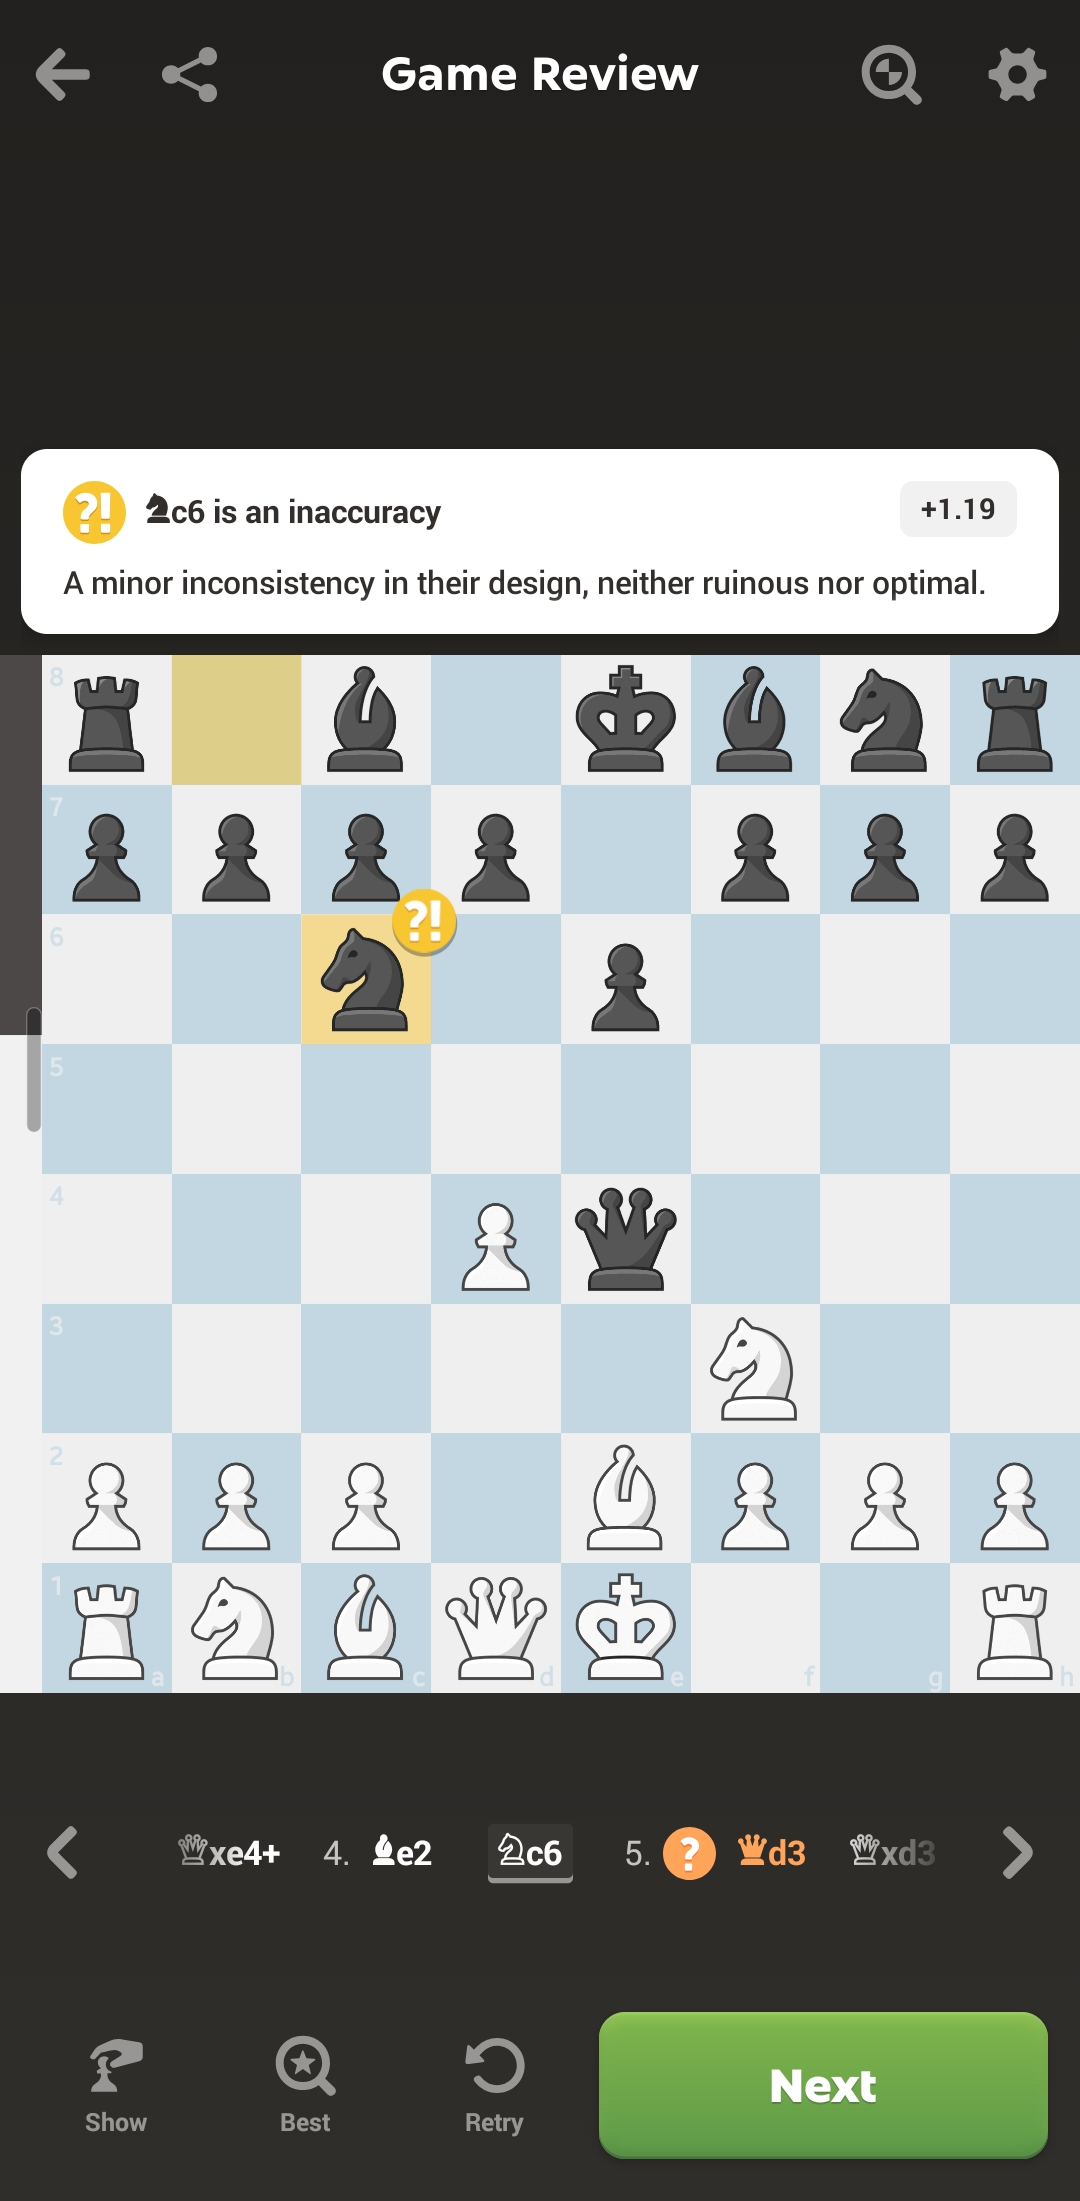 Game Review
?! ♞c6 is an inaccuracy +1.19
A minor inconsistency in their design, neither ruinous nor optimal.
8
7
?!
6
5
4
3
2
1 a b c d e f g h
♕xe4+ 4. ♝e2 ♘c6 5. ? ♛d3 ♕xd3
Show Best Retry Next